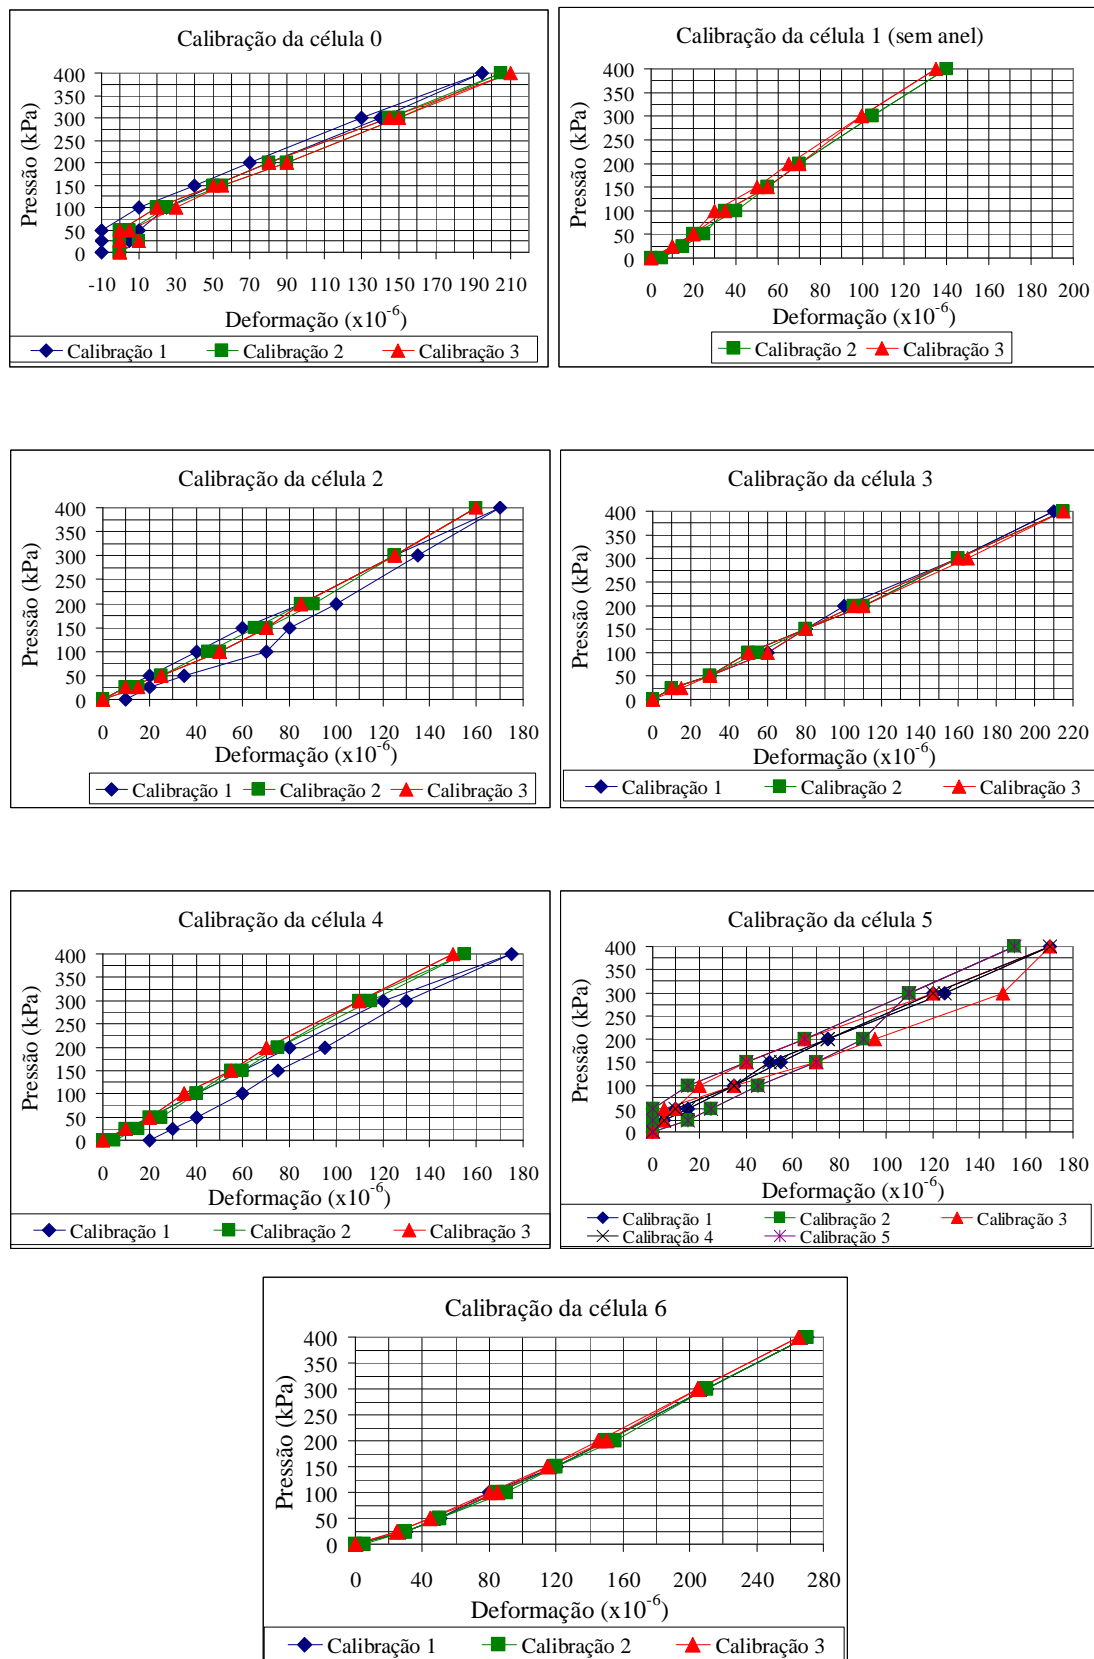 Calibração da célula 0
Pressão (kPa)
400
350
300
250
200
150
100
50
0
-10 10 30 50 70 90 110 130 150 170 190 210
Deformação (x10-6)
Calibração 1 Calibração 2 Calibração 3
Calibração da célula 1 (sem anel)
Pressão (kPa)
400
350
300
250
200
150
100
50
0
0 20 40 60 80 100 120 140 160 180 200
Deformação (x10-6)
Calibração 2 Calibração 3
Calibração da célula 2
Pressão (kPa)
400
350
300
250
200
150
100
50
0
0 20 40 60 80 100 120 140 160 180
Deformação (x10-6)
Calibração 1 Calibração 2 Calibração 3
Calibração da célula 3
Pressão (kPa)
400
350
300
250
200
150
100
50
0
0 20 40 60 80 100 120 140 160 180 200 220
Deformação (x10-6)
Calibração 1 Calibração 2 Calibração 3
Calibração da célula 4
Pressão (kPa)
400
350
300
250
200
150
100
50
0
0 20 40 60 80 100 120 140 160 180
Deformação (x10-6)
Calibração 1 Calibração 2 Calibração 3
Calibração da célula 5
Pressão (kPa)
400
350
300
250
200
150
100
50
0
0 20 40 60 80 100 120 140 160 180
Deformação (x10-6)
Calibração 1 Calibração 2 Calibração 3
Calibração 4 Calibração 5
Calibração da célula 6
Pressão (kPa)
400
350
300
250
200
150
100
50
0
0 40 80 120 160 200 240 280
Deformação (x10-6)
Calibração 1 Calibração 2 Calibração 3